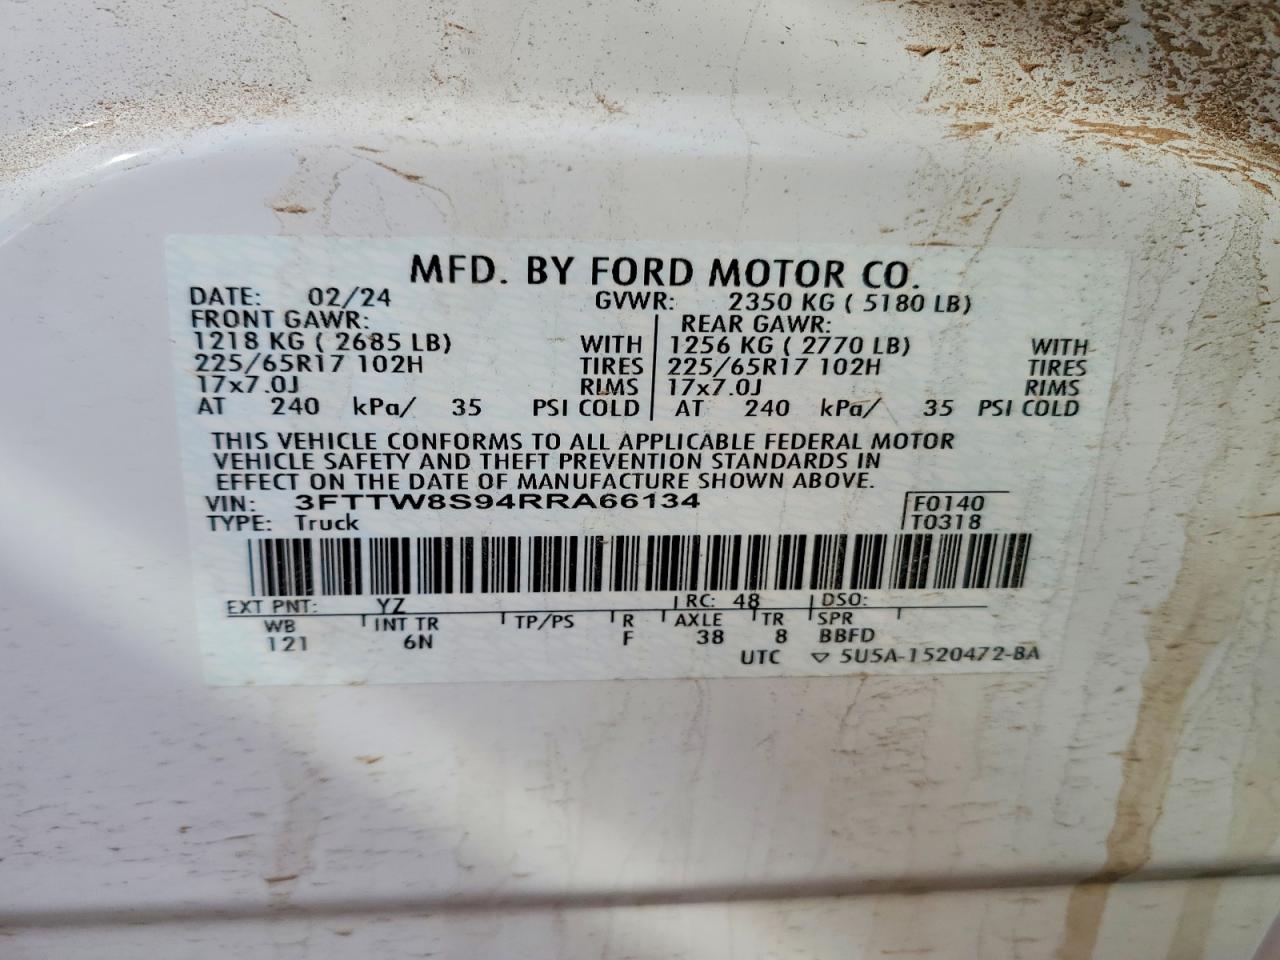 MFD. BY FORD MOTOR CO.
DATE: 02/24 GVWR: 2350 KG ( 5180 LB)
FRONT GAWR: REAR GAWR:
1218 KG ( 2685 LB) WITH 1256 KG ( 2770 LB) WITH
225/65R17 102H TIRES 225/65R17 102H TIRES
17x7.0J RIMS 17x7.0J RIMS
AT 240 kPa/ 35 PSI COLD AT 240 kPa/ 35 PSI COLD
THIS VEHICLE CONFORMS TO ALL APPLICABLE FEDERAL MOTOR
VEHICLE SAFETY AND THEFT PREVENTION STANDARDS IN
EFFECT ON THE DATE OF MANUFACTURE SHOWN ABOVE.
VIN: 3FTTW8S94RRA66134 F0140
TYPE: Truck T0318
EXT PNT: YZ RC: 48 DSO:
WB INT TR TP/PS R AXLE TR SPR
121 6N F 38 8 BBFD
UTC ▽ 5U5A-1520472-BA